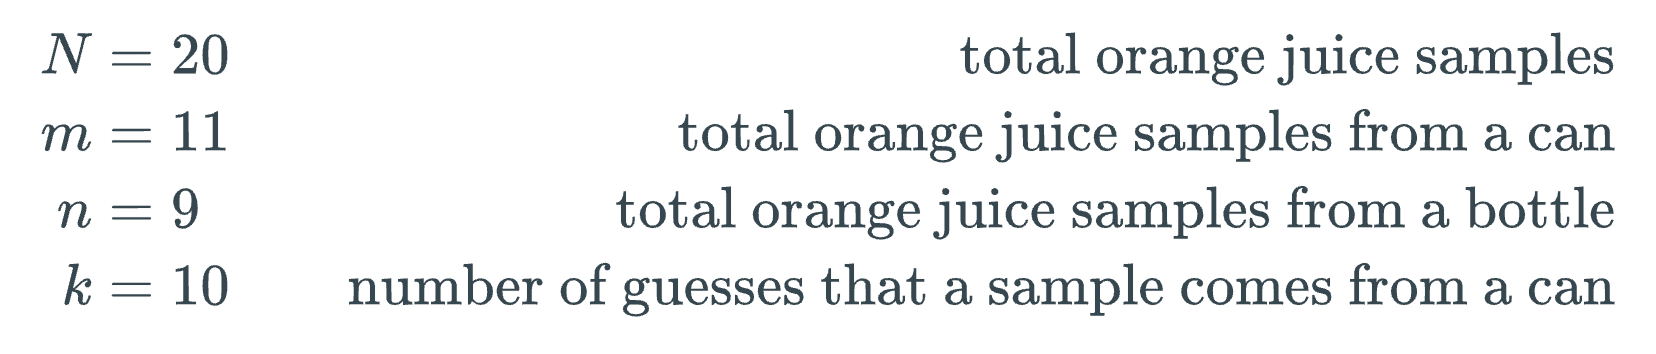 N = 20 total orange juice samples
m = 11 total orange juice samples from a can
n = 9 total orange juice samples from a bottle
k = 10 number of guesses that a sample comes from a can